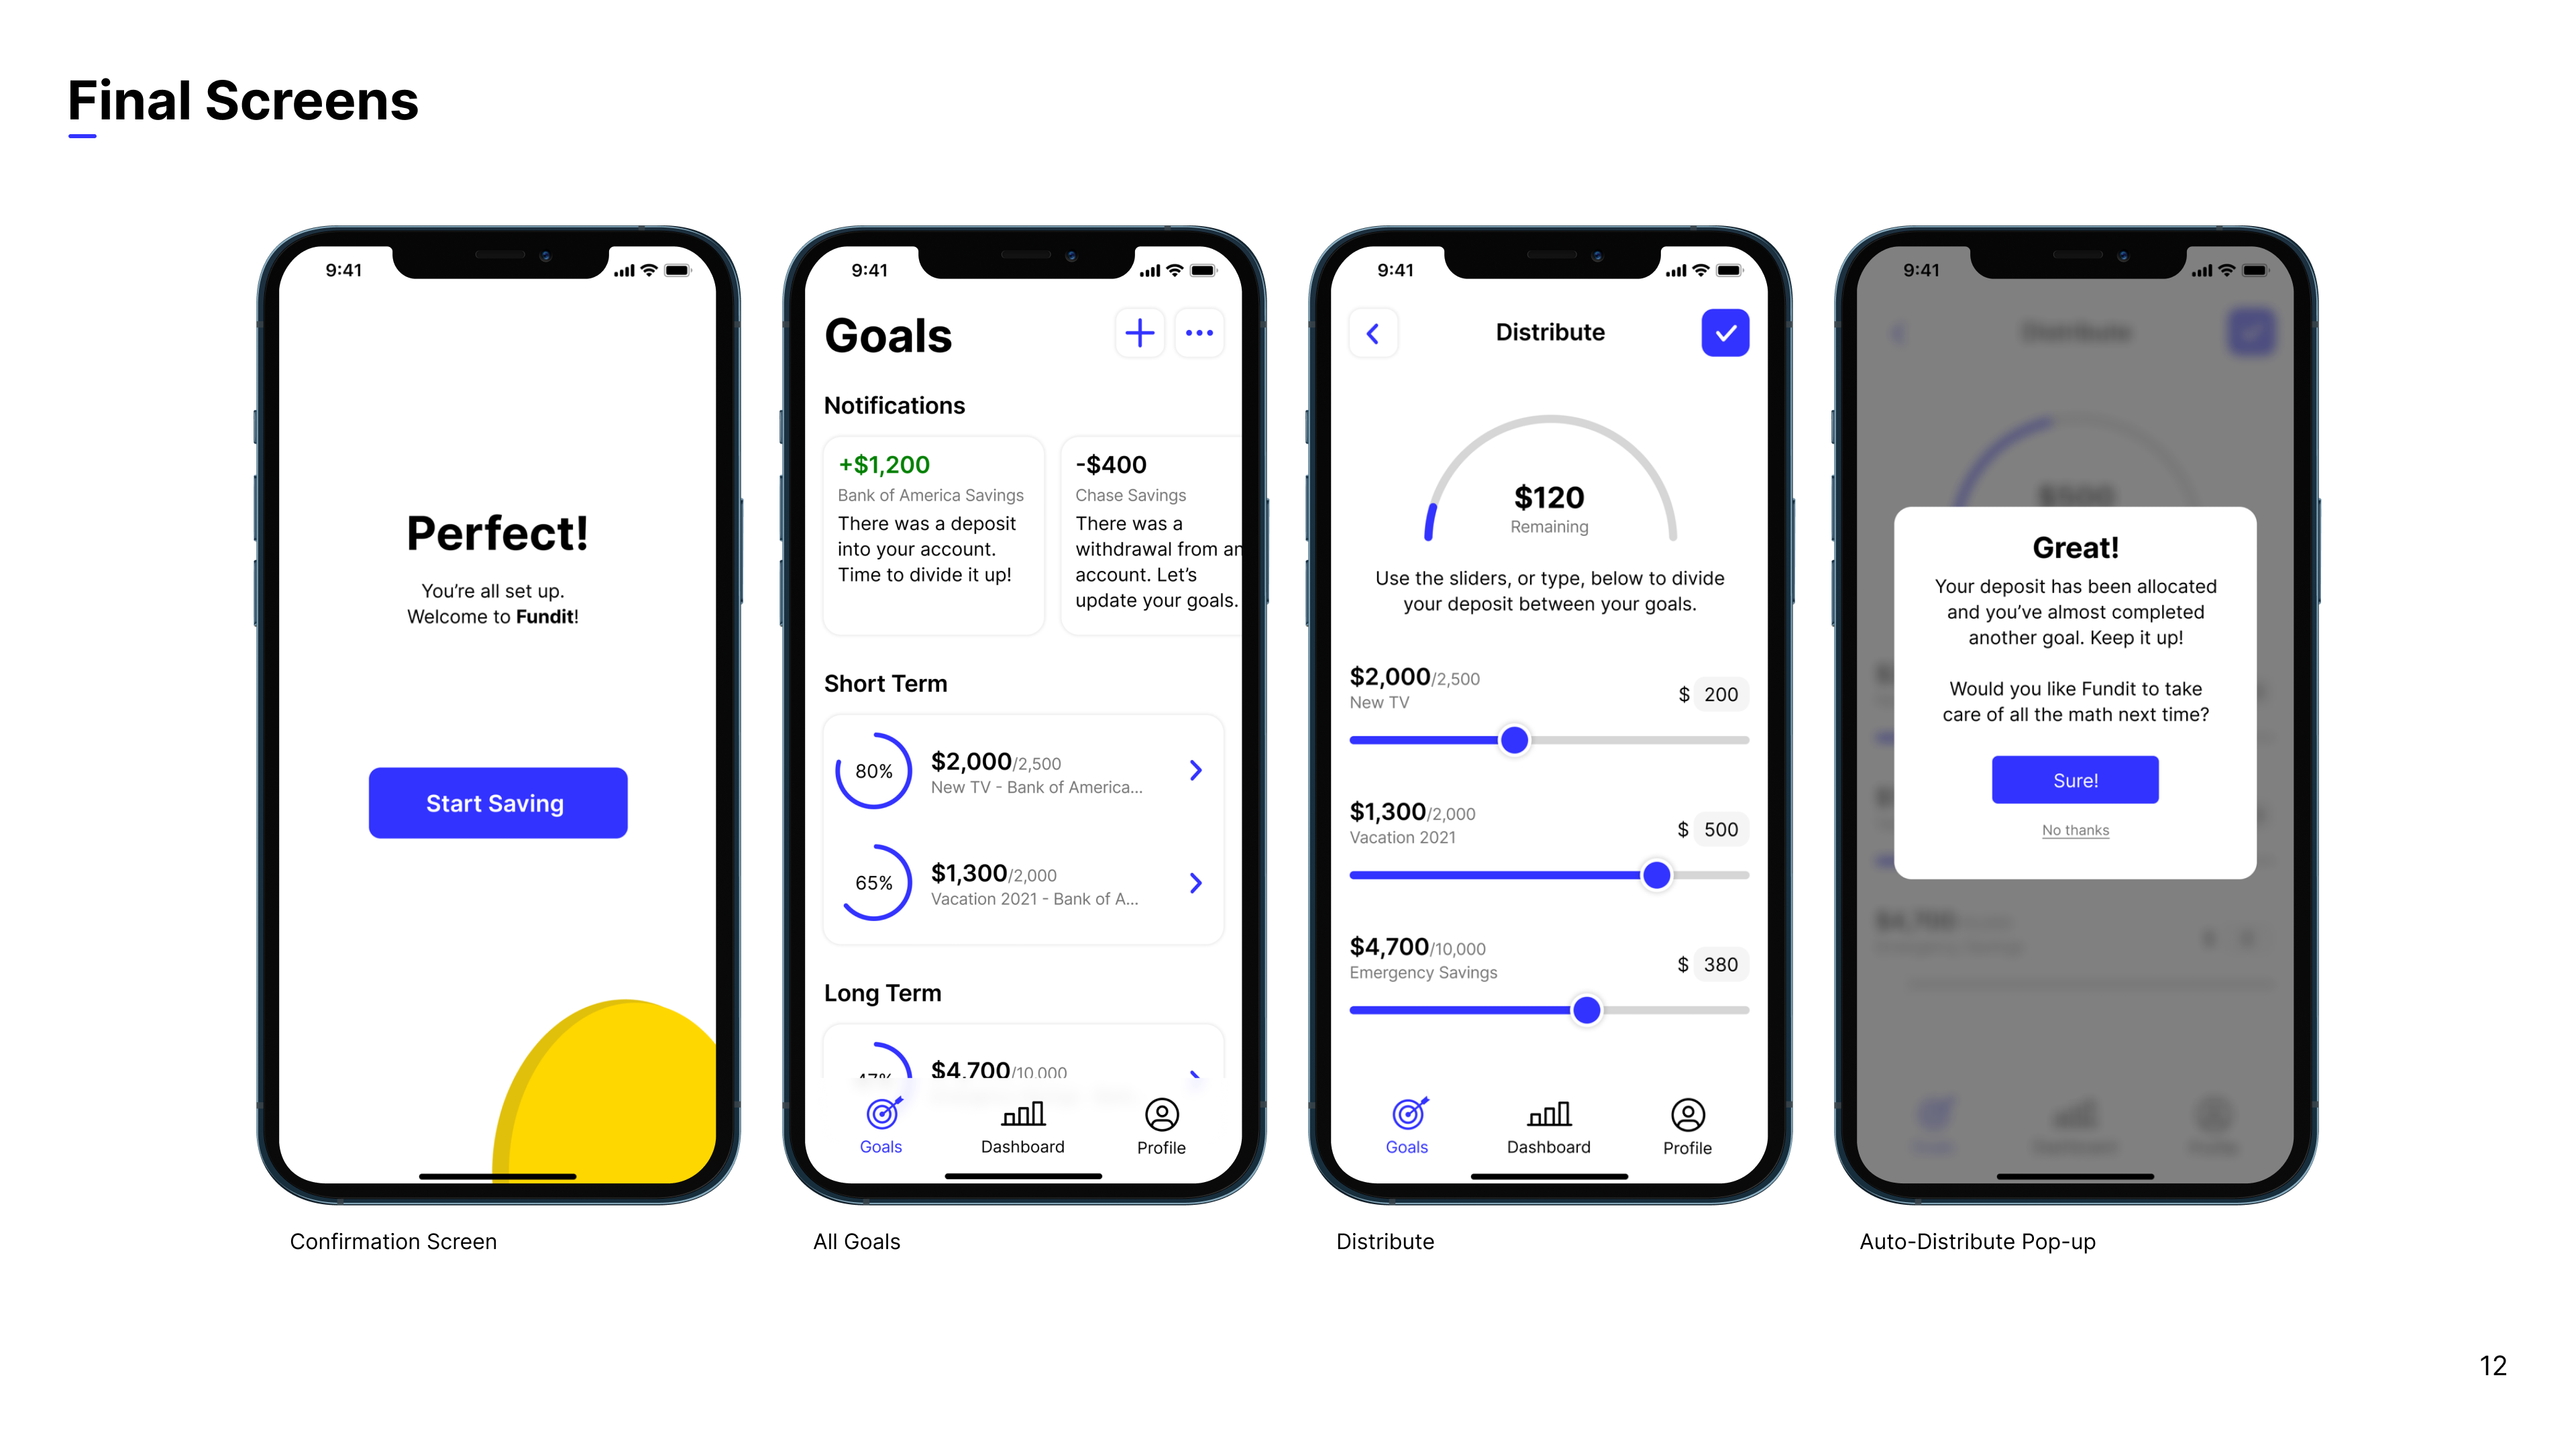 Final Screens
9:41
Perfect!
You're all set up.
Welcome to Fundit!
Start Saving
Confirmation Screen
9:41
Goals
Notifications
+$1,200
Bank of America Savings
There was a deposit
into your account.
Time to divide it up!
-$400
Chase Savings
There was a
withdrawal from an
account. Let's
update your goals.
Short Term
80%
$2,000/2,500
New TV - Bank of America...
65%
$1,300/2,000
Vacation 2021 - Bank of A...
Long Term
47%
$4,700/10,000
Goals
Dashboard
Profile
All Goals
9:41
Distribute
$120
Remaining
Use the sliders, or type, below to divide
your deposit between your goals.
$2,000/2,500
New TV
$ 200
$1,300/2,000
Vacation 2021
$ 500
$4,700/10,000
Emergency Savings
$ 380
Goals
Dashboard
Profile
Distribute
9:41
Distribute
$500
Great!
Your deposit has been allocated
and you've almost completed
another goal. Keep it up!
Would you like Fundit to take
care of all the math next time?
Sure!
No thanks
$4,700
Auto-Distribute Pop-up
12